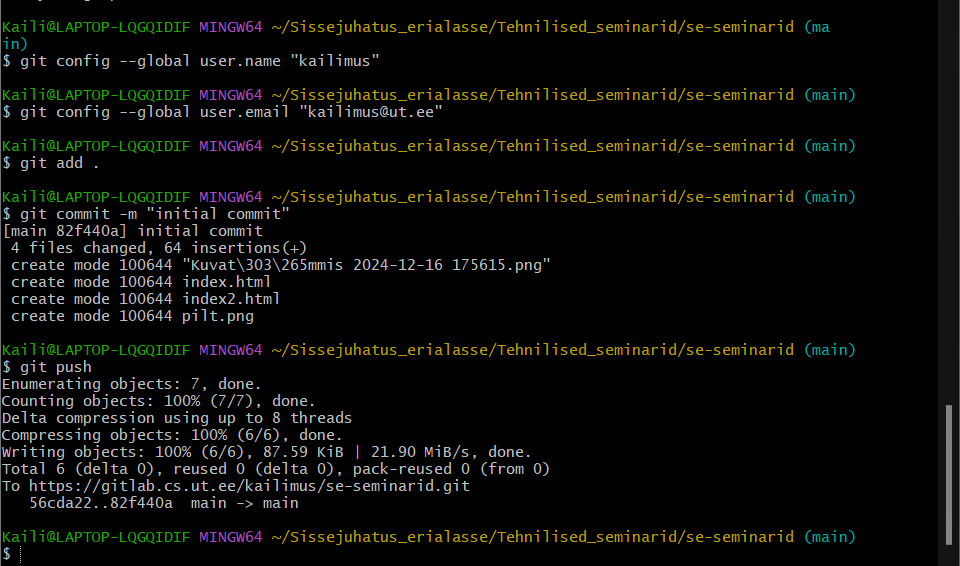 Kaili@LAPTOP-LQGQIDIF MINGW64 ~/Sissejuhatus_erialasse/Tehnilised_seminarid/se-seminarid (ma
in)
$ git config --global user.name "kailimus"
Kaili@LAPTOP-LQGQIDIF MINGW64 ~/Sissejuhatus_erialasse/Tehnilised_seminarid/se-seminarid (main)
$ git config --global user.email "kailimus@ut.ee"
Kaili@LAPTOP-LQGQIDIF MINGW64 ~/Sissejuhatus_erialasse/Tehnilised_seminarid/se-seminarid (main)
$ git add .
Kaili@LAPTOP-LQGQIDIF MINGW64 ~/Sissejuhatus_erialasse/Tehnilised_seminarid/se-seminarid (main)
$ git commit -m "initial commit"
[main 82f440a] initial commit
 4 files changed, 64 insertions(+)
 create mode 100644 "Kuvat\303\265mmis 2024-12-16 175615.png"
 create mode 100644 index.html
 create mode 100644 index2.html
 create mode 100644 pilt.png
Kaili@LAPTOP-LQGQIDIF MINGW64 ~/Sissejuhatus_erialasse/Tehnilised_seminarid/se-seminarid (main)
$ git push
Enumerating objects: 7, done.
Counting objects: 100% (7/7), done.
Delta compression using up to 8 threads
Compressing objects: 100% (6/6), done.
Writing objects: 100% (6/6), 87.59 KiB | 21.90 MiB/s, done.
Total 6 (delta 0), reused 0 (delta 0), pack-reused 0 (from 0)
To https://gitlab.cs.ut.ee/kailimus/se-seminarid.git
   56cda22..82f440a  main -> main
Kaili@LAPTOP-LQGQIDIF MINGW64 ~/Sissejuhatus_erialasse/Tehnilised_seminarid/se-seminarid (main)
$